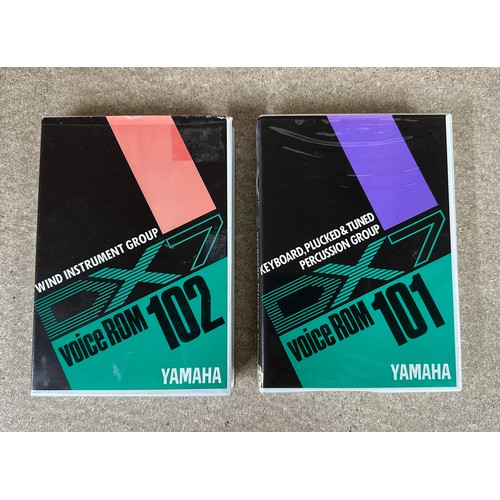 WIND INSTRUMENT GROUP
DX7
voice ROM 102
YAMAHA
KEYBOARD, PLUCKED & TUNED
PERCUSSION GROUP
DX7
voice ROM 101
YAMAHA